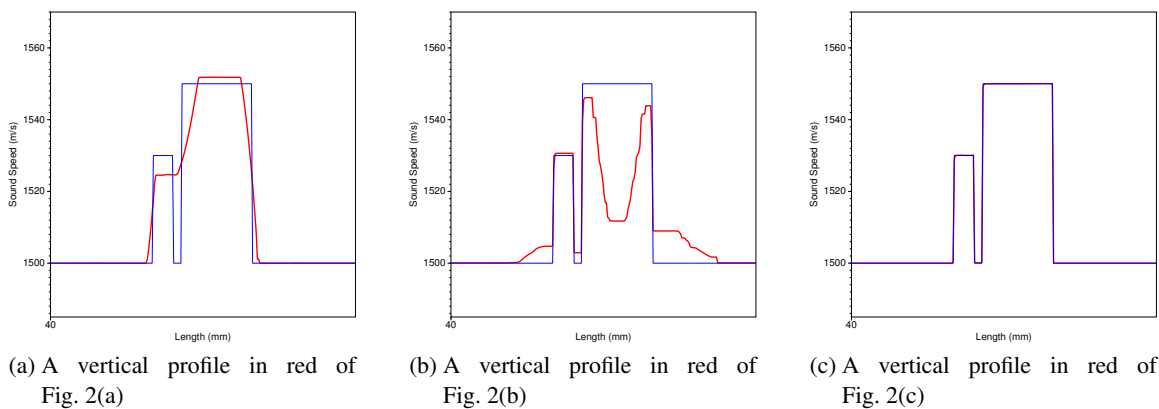 1560
1540
1520
1500
Sound Speed (m/s)
40
Length (mm)
(a) A vertical profile in red of
Fig. 2(a)
1560
1540
1520
1500
Sound Speed (m/s)
40
Length (mm)
(b) A vertical profile in red of
Fig. 2(b)
1560
1540
1520
1500
Sound Speed (m/s)
40
Length (mm)
(c) A vertical profile in red of
Fig. 2(c)